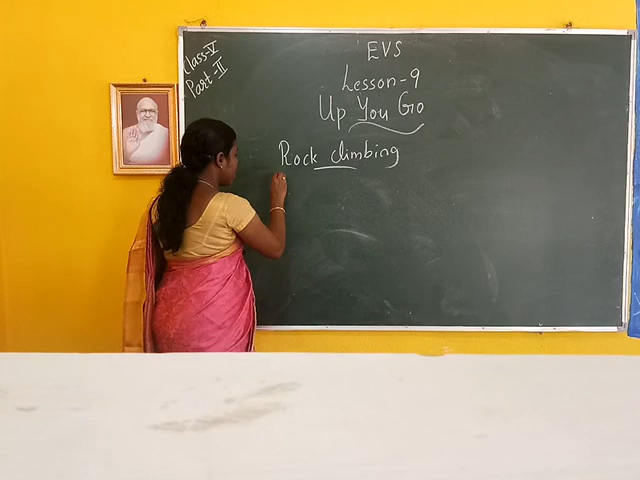 Class-V
Part-II
EVS
Lesson-9
Up You Go
Rock climbing